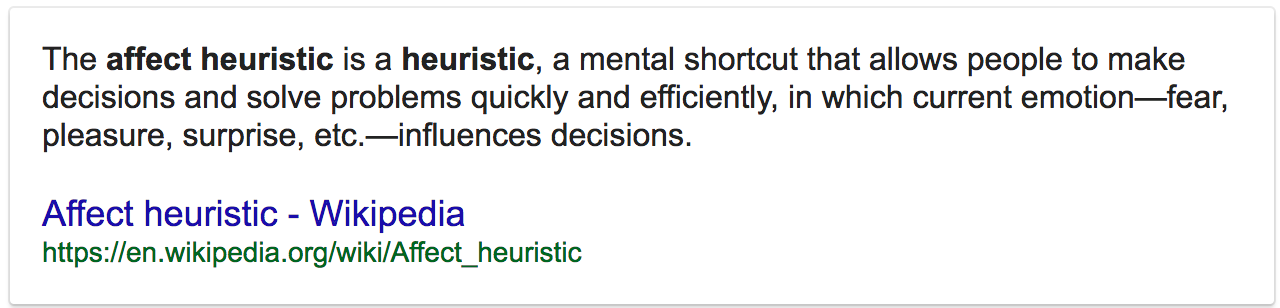 The affect heuristic is a heuristic, a mental shortcut that allows people to make
decisions and solve problems quickly and efficiently, in which current emotion—fear,
pleasure, surprise, etc.—influences decisions.
Affect heuristic - Wikipedia
https://en.wikipedia.org/wiki/Affect_heuristic